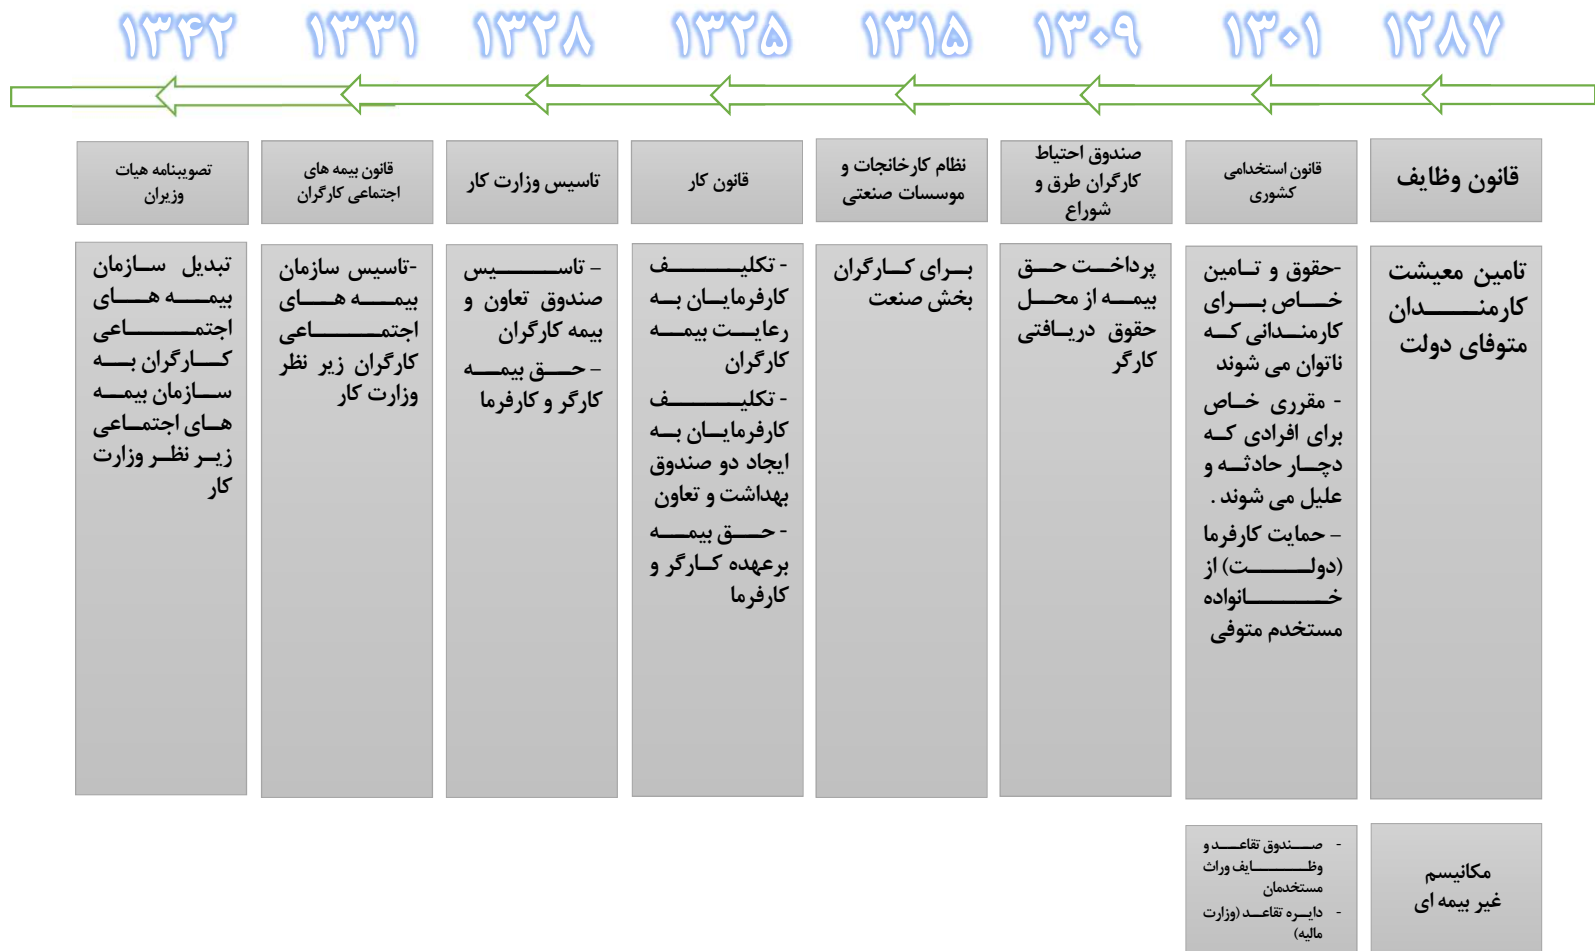 ۱۲۸۷
۱۳۰۱
۱۳۰۹
۱۳۱۵
۱۳۲۵
۱۳۲۸
۱۳۳۱
۱۳۴۲
قانون وظایف
قانون استخدامی
کشوری
صندوق احتیاط
کارگران طرق و
شوراع
نظام کارخانجات و
موسسات صنعتی
قانون کار
تاسیس وزارت کار
قانون بیمه های
اجتماعی کارگران
تصویبنامه هیات
وزیران
تامین معیشت
کارمندان
متوفای دولت
-حقوق و تامین
خاص برای
کارمندانی که
ناتوان می شوند
- مقرری خاص
برای افرادی که
دچار حادثه و
علیل می شوند .
– حمایت کارفرما
(دولت) از
خانواده
مستخدم متوفی
پرداخت حق
بیمه از محل
حقوق دریافتی
کارگر
برای کارگران
بخش صنعت
- تکلیف
کارفرمایان به
رعایت بیمه
کارگران
- تکلیف
کارفرمایان به
ایجاد دو صندوق
بهداشت و تعاون
- حق بیمه
برعهده کارگر و
کارفرما
– تاسیس
صندوق تعاون و
بیمه کارگران
– حق بیمه
کارگر و کارفرما
-تاسیس سازمان
بیمه های
اجتماعی
کارگران زیر نظر
وزارت کار
تبدیل سازمان
بیمه های
اجتماعی
کارگران به
سازمان بیمه
های اجتماعی
زیر نظر وزارت
کار
مکانیسم
غیر بیمه ای
- صندوق تقاعد و
وظایف وراث
مستخدمان
- دایره تقاعد (وزارت
مالیه)